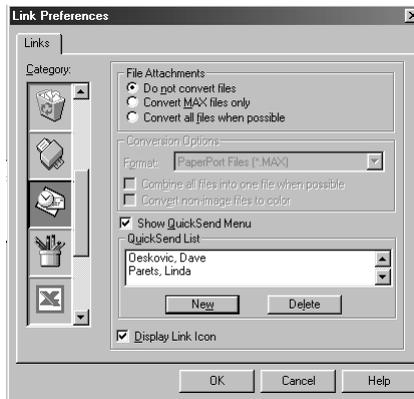 Link Preferences
Links
Category:
File Attachments
Do not convert files
Convert MAX files only
Convert all files when possible
Conversion Options
Format: PaperPort Files (*.MAX)
Combine all files into one file when possible
Convert non-image files to color
Show QuickSend Menu
QuickSend List
Oeskovic, Dave
Parets, Linda
New Delete
Display Link Icon
OK Cancel Help